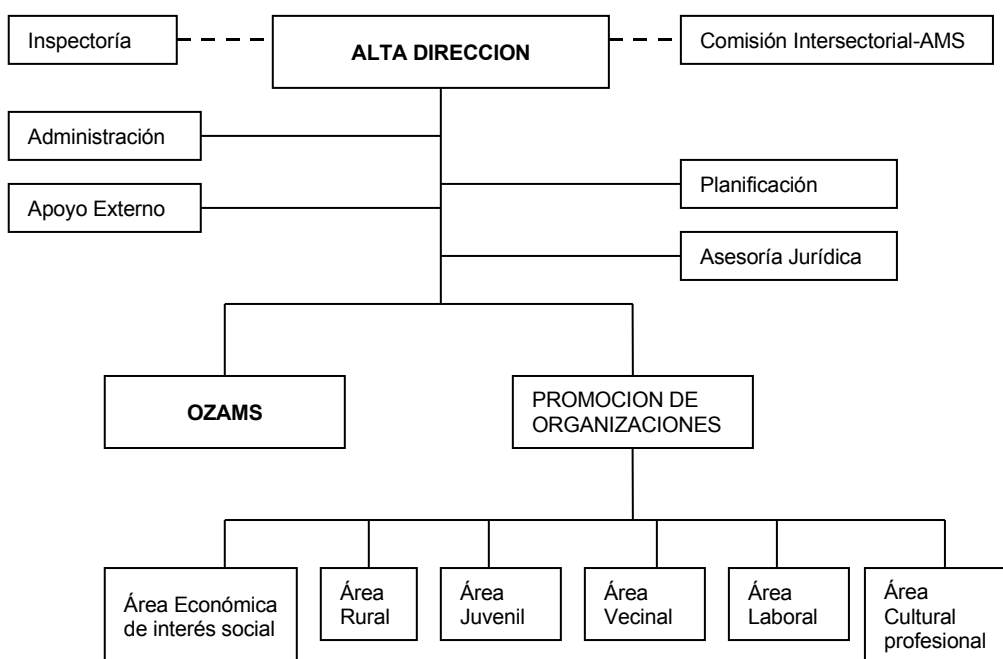 Inspectoría
ALTA DIRECCION
Comisión Intersectorial-AMS
Administración
Planificación
Apoyo Externo
Asesoría Jurídica
OZAMS
PROMOCION DE
ORGANIZACIONES
Área Económica
de interés social
Área
Rural
Área
Juvenil
Área
Vecinal
Área
Laboral
Área
Cultural
profesional